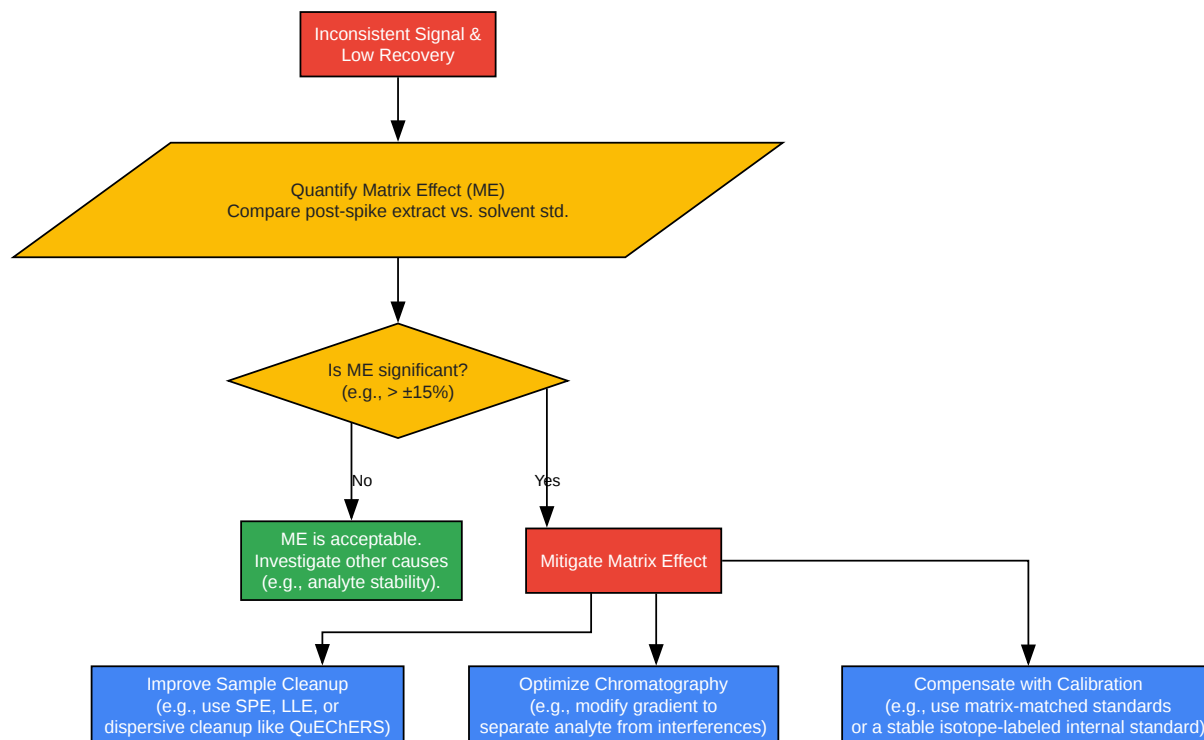 Inconsistent Signal &
Low Recovery
Quantify Matrix Effect (ME)
Compare post-spike extract vs. solvent std.
Is ME significant?
(e.g., > ±15%)
No
Yes
ME is acceptable.
Investigate other causes
(e.g., analyte stability).
Mitigate Matrix Effect
Improve Sample Cleanup
(e.g., use SPE, LLE, or
dispersive cleanup like QuEChERS)
Optimize Chromatography
(e.g., modify gradient to
separate analyte from interferences)
Compensate with Calibration
(e.g., use matrix-matched standards
or a stable isotope-labeled internal standard)